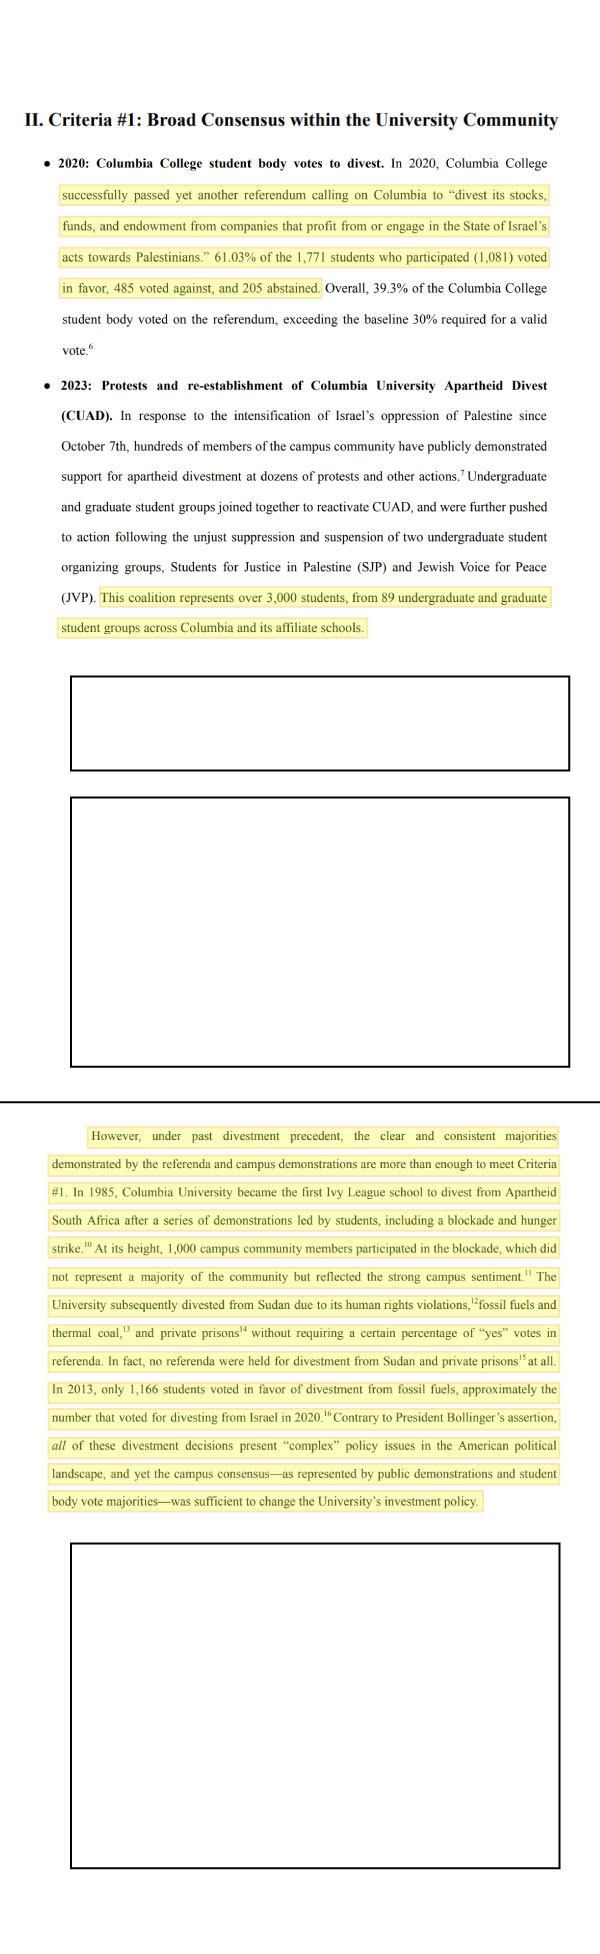 II. Criteria #1: Broad Consensus within the University Community
● 2020: Columbia College student body votes to divest. In 2020, Columbia College
successfully passed yet another referendum calling on Columbia to “divest its stocks,
funds, and endowment from companies that profit from or engage in the State of Israel’s
acts towards Palestinians.” 61.03% of the 1,771 students who participated (1,081) voted
in favor, 485 voted against, and 205 abstained. Overall, 39.3% of the Columbia College
student body voted on the referendum, exceeding the baseline 30% required for a valid
vote.6
● 2023: Protests and re-establishment of Columbia University Apartheid Divest
(CUAD). In response to the intensification of Israel’s oppression of Palestine since
October 7th, hundreds of members of the campus community have publicly demonstrated
support for apartheid divestment at dozens of protests and other actions.7 Undergraduate
and graduate student groups joined together to reactivate CUAD, and were further pushed
to action following the unjust suppression and suspension of two undergraduate student
organizing groups, Students for Justice in Palestine (SJP) and Jewish Voice for Peace
(JVP). This coalition represents over 3,000 students, from 89 undergraduate and graduate
student groups across Columbia and its affiliate schools.
However, under past divestment precedent, the clear and consistent majorities
demonstrated by the referenda and campus demonstrations are more than enough to meet Criteria
#1. In 1985, Columbia University became the first Ivy League school to divest from Apartheid
South Africa after a series of demonstrations led by students, including a blockade and hunger
strike.10 At its height, 1,000 campus community members participated in the blockade, which did
not represent a majority of the community but reflected the strong campus sentiment.11 The
University subsequently divested from Sudan due to its human rights violations,12fossil fuels and
thermal coal,13 and private prisons14 without requiring a certain percentage of “yes” votes in
referenda. In fact, no referenda were held for divestment from Sudan and private prisons15 at all.
In 2013, only 1,166 students voted in favor of divestment from fossil fuels, approximately the
number that voted for divesting from Israel in 2020.16 Contrary to President Bollinger’s assertion,
all of these divestment decisions present “complex” policy issues in the American political
landscape, and yet the campus consensus—as represented by public demonstrations and student
body vote majorities—was sufficient to change the University’s investment policy.